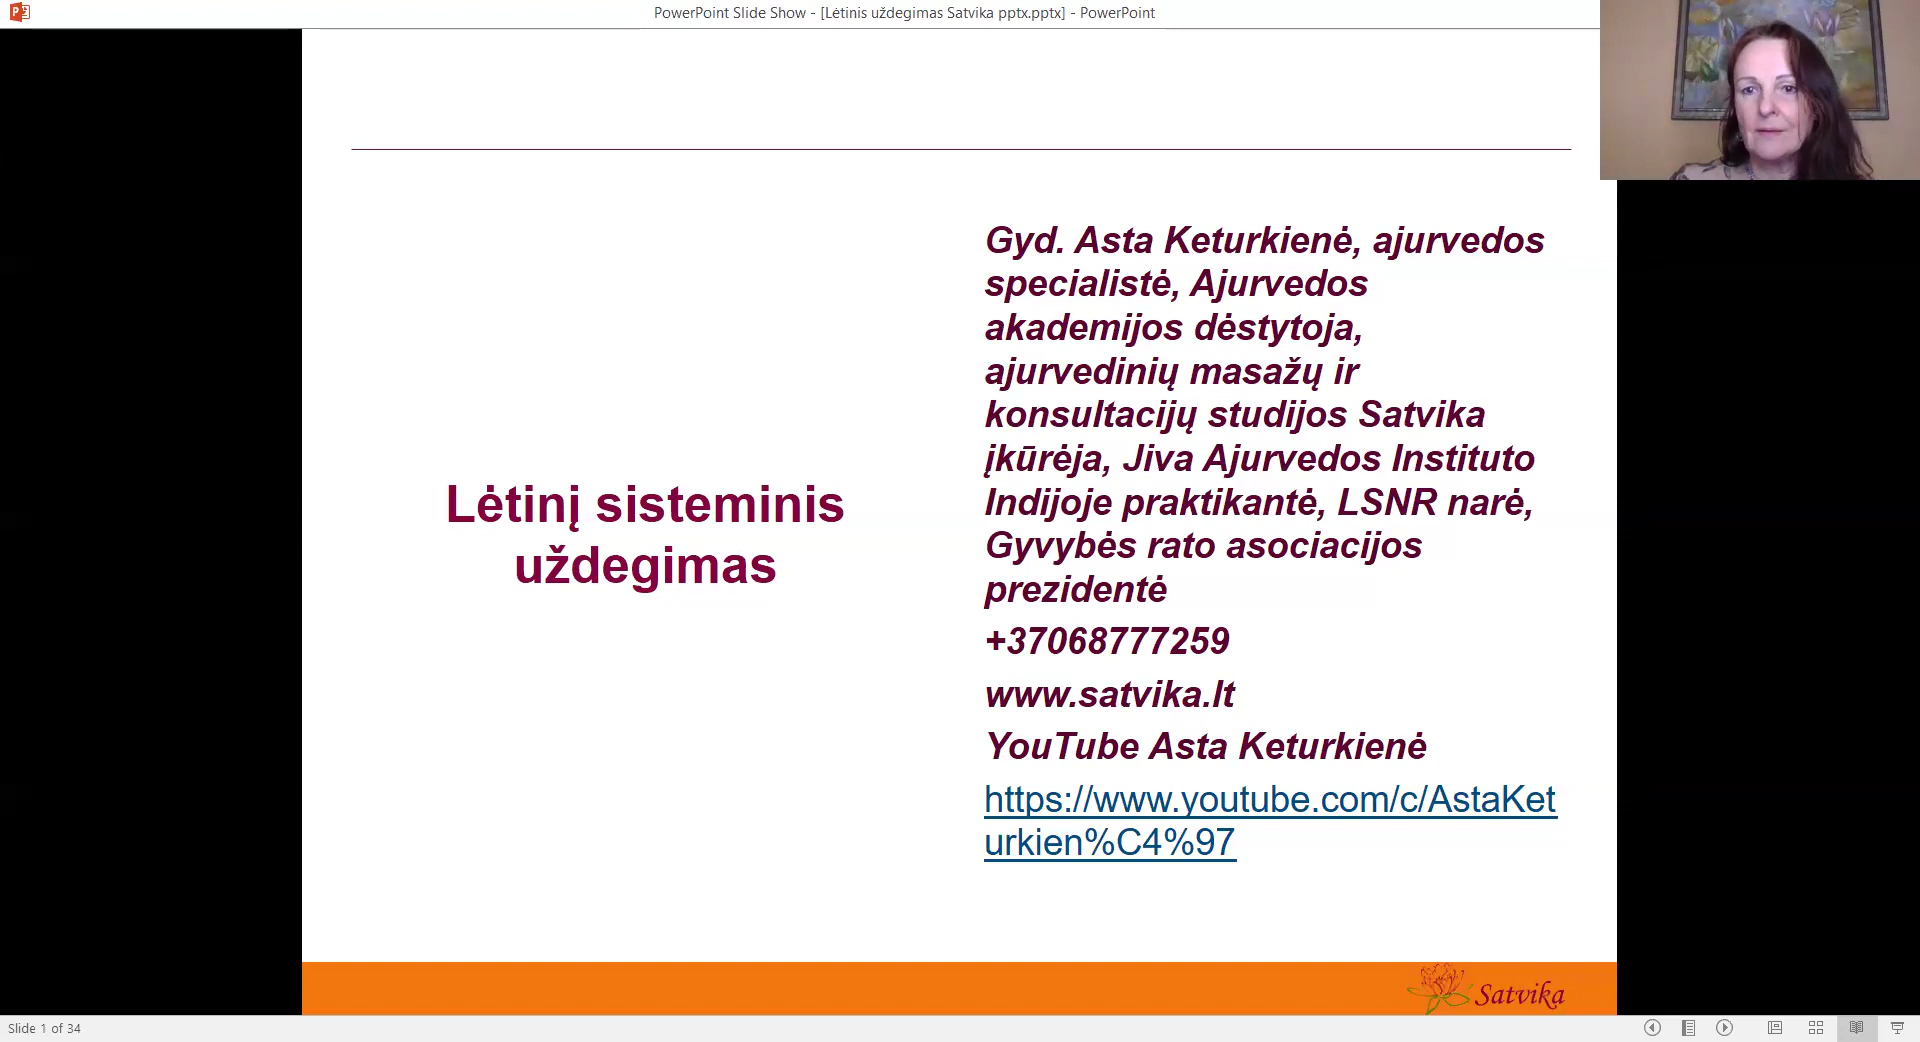 PowerPoint Slide Show - [Lėtinis uždegimas Satvika pptx.pptx] - PowerPoint
Lėtinį sisteminis
uždegimas
Gyd. Asta Keturkienė, ajurvedos
specialistė, Ajurvedos
akademijos dėstytoja,
ajurvedinių masažų ir
konsultacijų studijos Satvika
įkūrėja, Jiva Ajurvedos Instituto
Indijoje praktikantė, LSNR narė,
Gyvybės rato asociacijos
prezidentė
+37068777259
www.satvika.lt
YouTube Asta Keturkienė
https://www.youtube.com/c/AstaKet
urkien%C4%97
Satvika
Slide 1 of 34